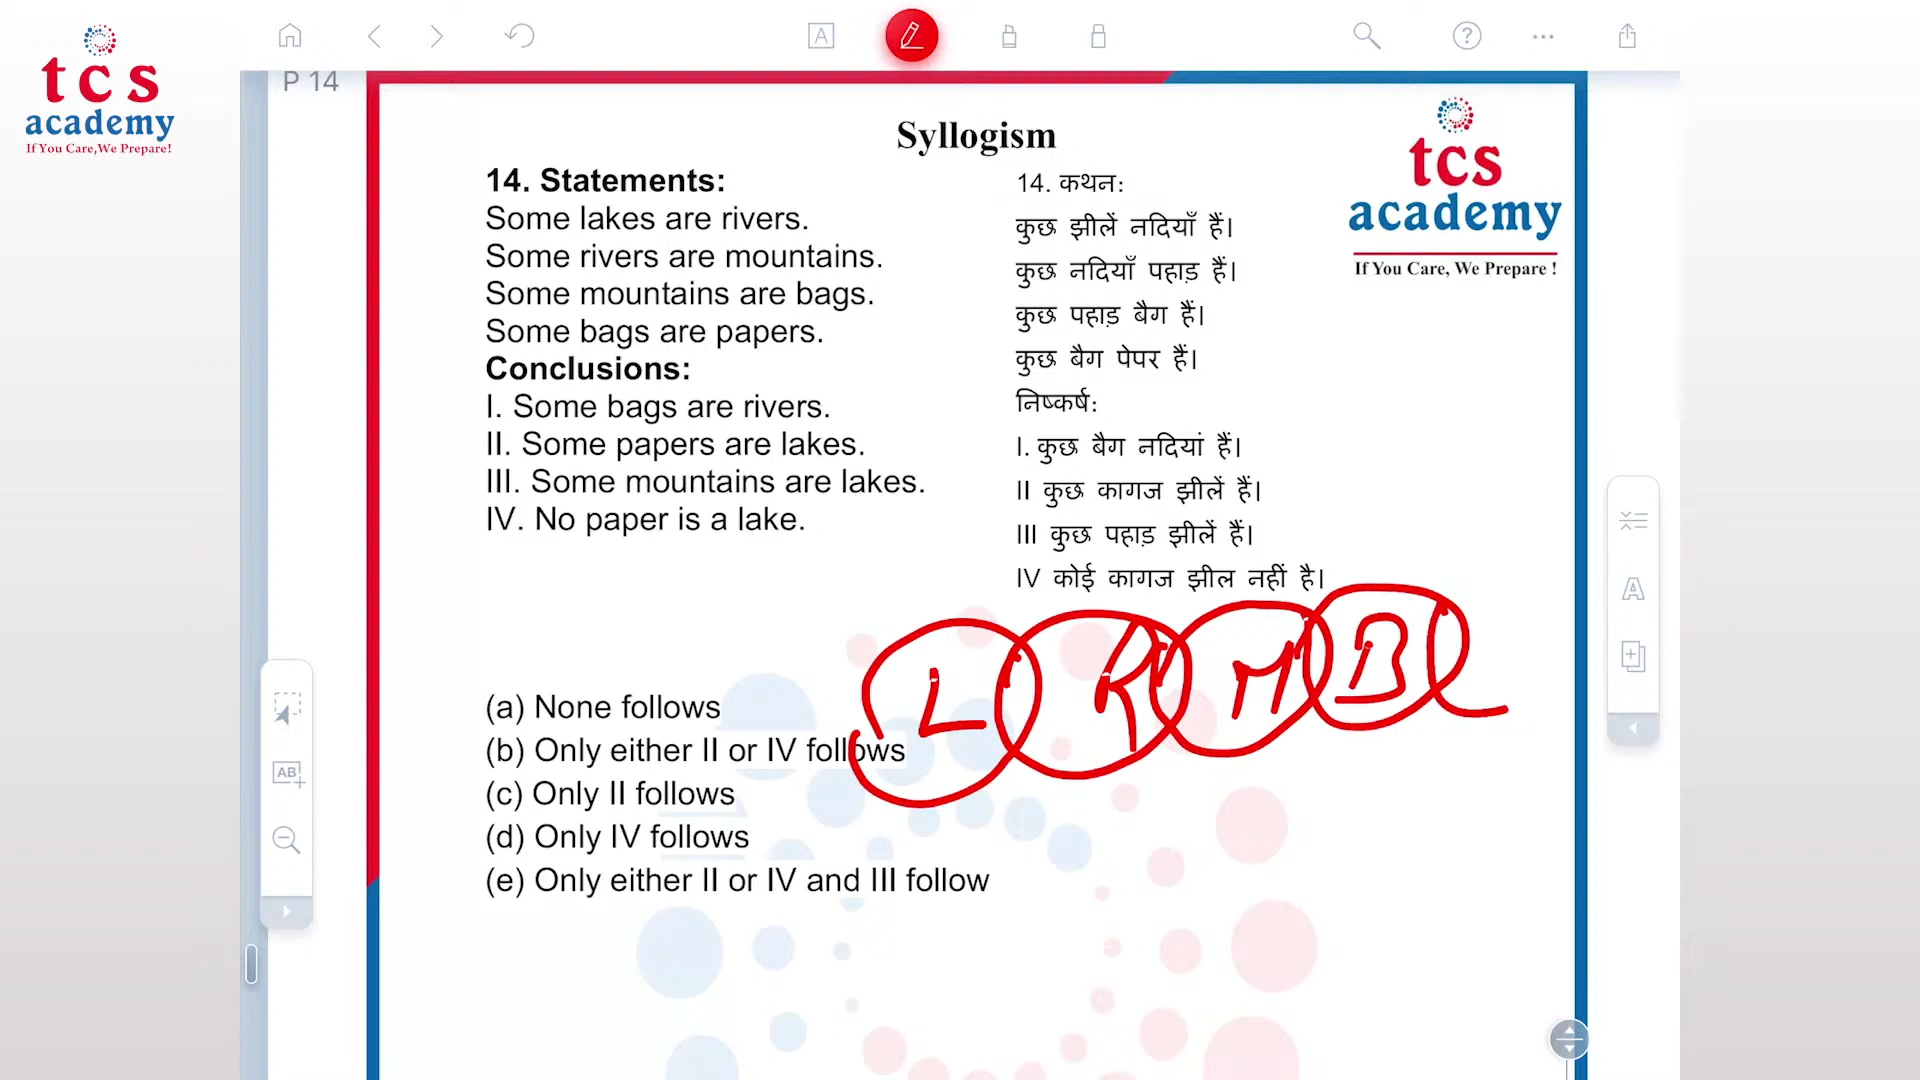 tcs
academy
If You Care,We Prepare!
A
?
P 14
Syllogism
14. Statements:
Some lakes are rivers.
Some rivers are mountains.
Some mountains are bags.
Some bags are papers.
Conclusions:
I. Some bags are rivers.
II. Some papers are lakes.
III. Some mountains are lakes.
IV. No paper is a lake.
(a) None follows
(b) Only either II or IV follows
(c) Only II follows
(d) Only IV follows
(e) Only either II or IV and III follow
14. कथन:
कुछ झीलें नदियाँ हैं।
कुछ नदियाँ पहाड़ हैं।
कुछ पहाड़ बैग हैं।
कुछ बैग पेपर हैं।
निष्कर्ष:
I. कुछ बैग नदियां हैं।
II कुछ कागज झीलें हैं।
III कुछ पहाड़ झीलें हैं।
IV कोई कागज झील नहीं है।
L R M B
tcs
academy
If You Care, We Prepare !
AB
A